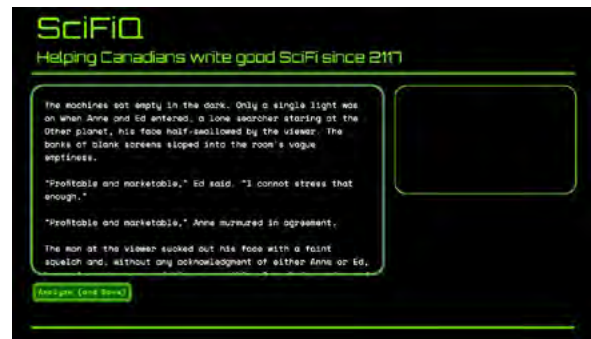 SciFiQ
Helping Canadians write good SciFi since 2117
The machines sat empty in the dark. Only a single light was
on when Anne and Ed entered, a lone searcher staring at the
Other planet, his face half-swallowed by the viewer. The
banks of blank screens sloped into the room's vague
emptiness.
"Profitable and marketable," Ed said. "I cannot stress that
enough."
"Profitable and marketable," Anne murmured in agreement.
The man at the viewer sucked out his face with a faint
squelch and, without any acknowledgment of either Anne or Ed,
Analyze (and Save)